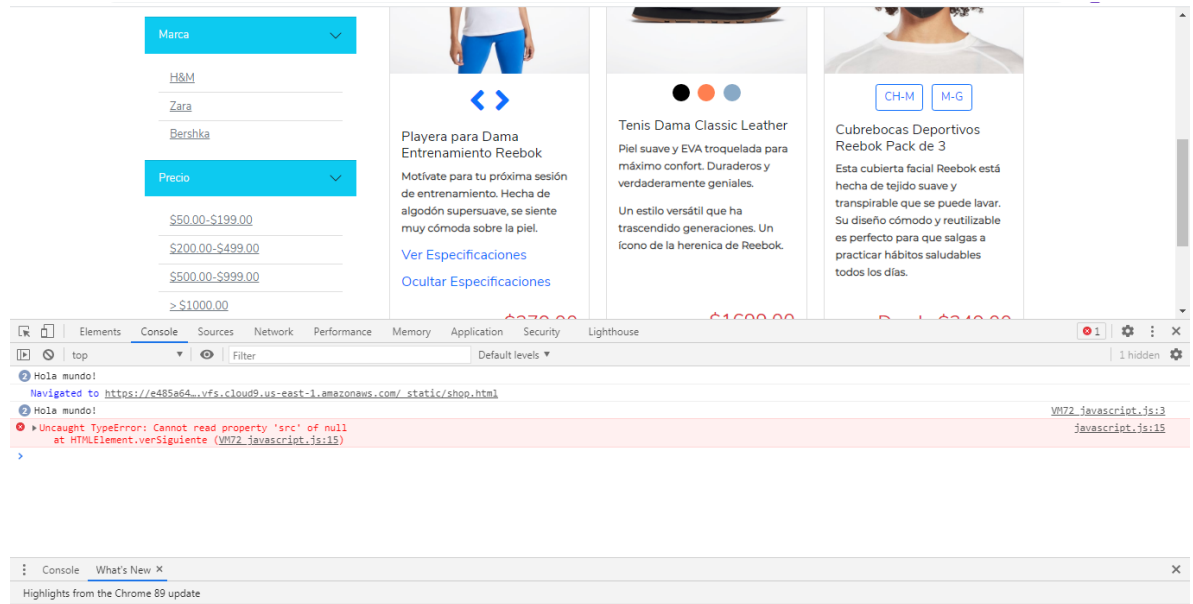 Marca
H&M
Zara
Bershka
Precio
$50.00-$199.00
$200.00-$499.00
$500.00-$999.00
> $1000.00
Playera para Dama
Entrenamiento Reebok
Motívate para tu próxima sesión
de entrenamiento. Hecha de
algodón supersuave, se siente
muy cómoda sobre la piel.
Ver Especificaciones
Ocultar Especificaciones
Tenis Dama Classic Leather
Piel suave y EVA troquelada para
máximo confort. Duraderos y
verdaderamente geniales.
Un estilo versátil que ha
trascendido generaciones. Un
ícono de la herenica de Reebok.
$1699.00
CH-M M-G
Cubrebocas Deportivos
Reebok Pack de 3
Esta cubierta facial Reebok está
hecha de tejido suave y
transpirable que se puede lavar.
Su diseño cómodo y reutilizable
es perfecto para que salgas a
practicar hábitos saludables
todos los días.
Elements Console Sources Network Performance Memory Application Security Lighthouse 1
top Filter Default levels ▼ 1 hidden
2 Hola mundo!
Navigated to https://e485a64….vfs.cloud9.us-east-1.amazonaws.com/_static/shop.html
2 Hola mundo! VM72 javascript.js:3
Uncaught TypeError: Cannot read property 'src' of null javascript.js:15
at HTMLElement.verSiguiente (VM72 javascript.js:15)
>
Console What's New ×
Highlights from the Chrome 89 update